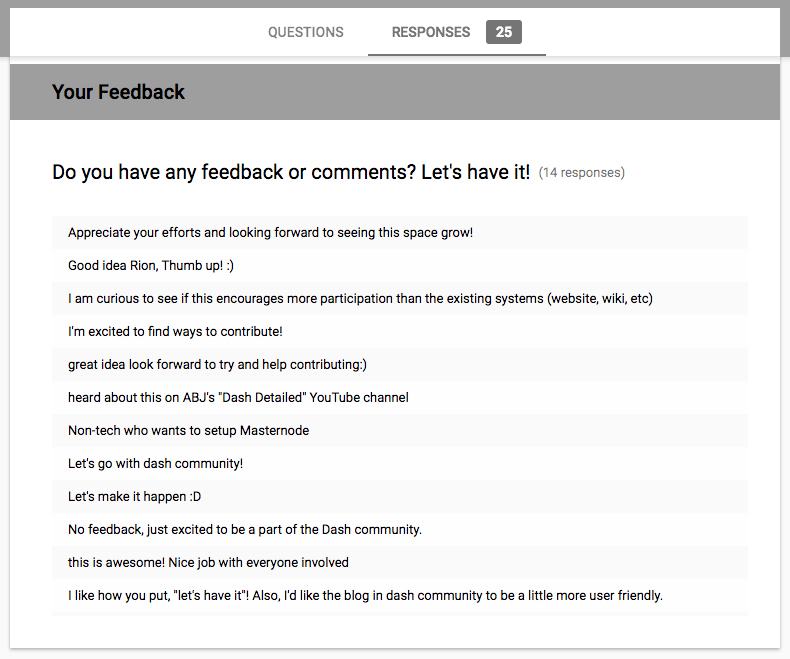 QUESTIONS RESPONSES 25
Your Feedback
Do you have any feedback or comments? Let's have it! (14 responses)
Appreciate your efforts and looking forward to seeing this space grow!
Good idea Rion, Thumb up! :)
I am curious to see if this encourages more participation than the existing systems (website, wiki, etc)
I'm excited to find ways to contribute!
great idea look forward to try and help contributing:)
heard about this on ABJ's "Dash Detailed" YouTube channel
Non-tech who wants to setup Masternode
Let's go with dash community!
Let's make it happen :D
No feedback, just excited to be a part of the Dash community.
this is awesome! Nice job with everyone involved
I like how you put, "let's have it"! Also, I'd like the blog in dash community to be a little more user friendly.